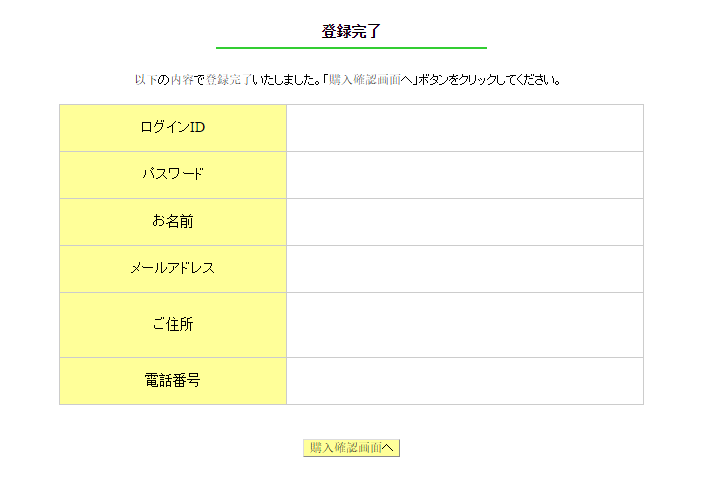 登録完了
以下の内容で登録完了いたしました。「購入確認画面へ」ボタンをクリックしてください。
ログインID
パスワード
お名前
メールアドレス
ご住所
電話番号
購入確認画面へ